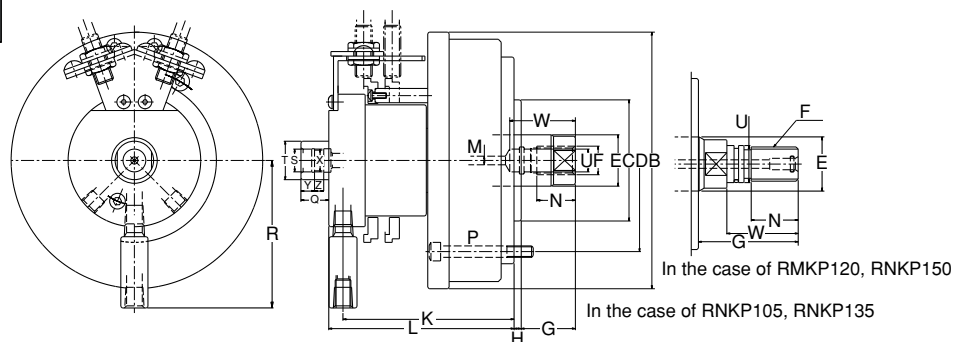 T
S
X
Y
Z
Q
R
M
W
U
F
E
C
D
B
N
P
K
L
G
H
U
F
E
N
W
G
In the case of RMKP120, RNKP150
In the case of RNKP105, RNKP135